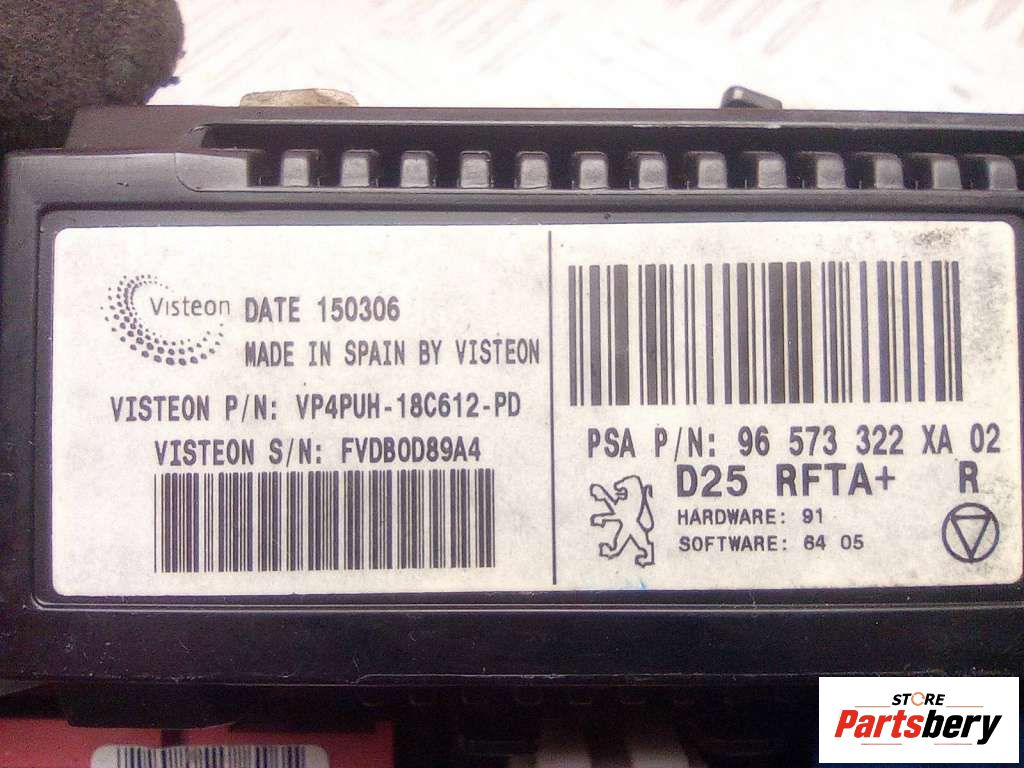 Visteon DATE 150306
MADE IN SPAIN BY VISTEON
VISTEON P/N: VP4PUH-18C612-PD
VISTEON S/N: FVDB0D89A4
PSA P/N: 96 573 322 XA 02
D25 RFTA+ R
HARDWARE: 91
SOFTWARE: 64 05
STORE
Partsbery